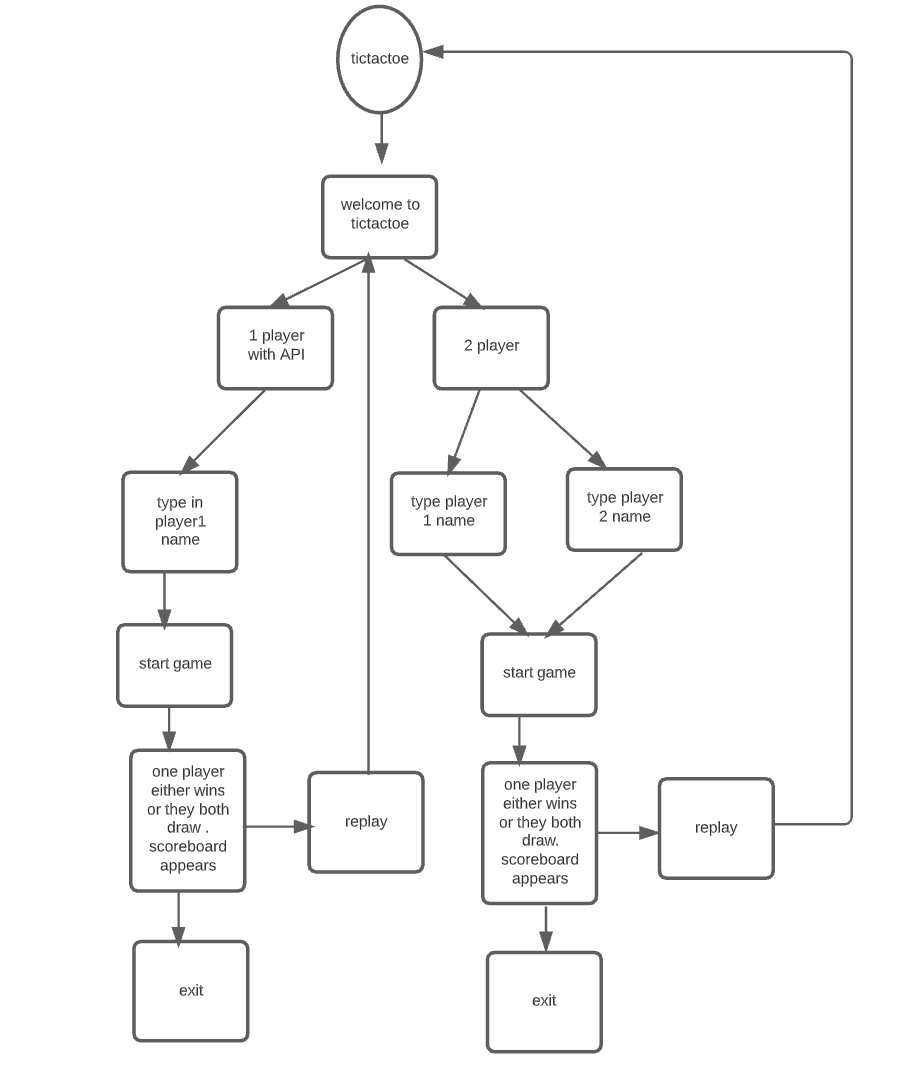 tictactoe
welcome to
tictactoe
1 player
with API
2 player
type in
player1
name
type player
1 name
type player
2 name
start game
start game
one player
either wins
or they both
draw .
scoreboard
appears
replay
one player
either wins
or they both
draw.
scoreboard
appears
replay
exit
exit